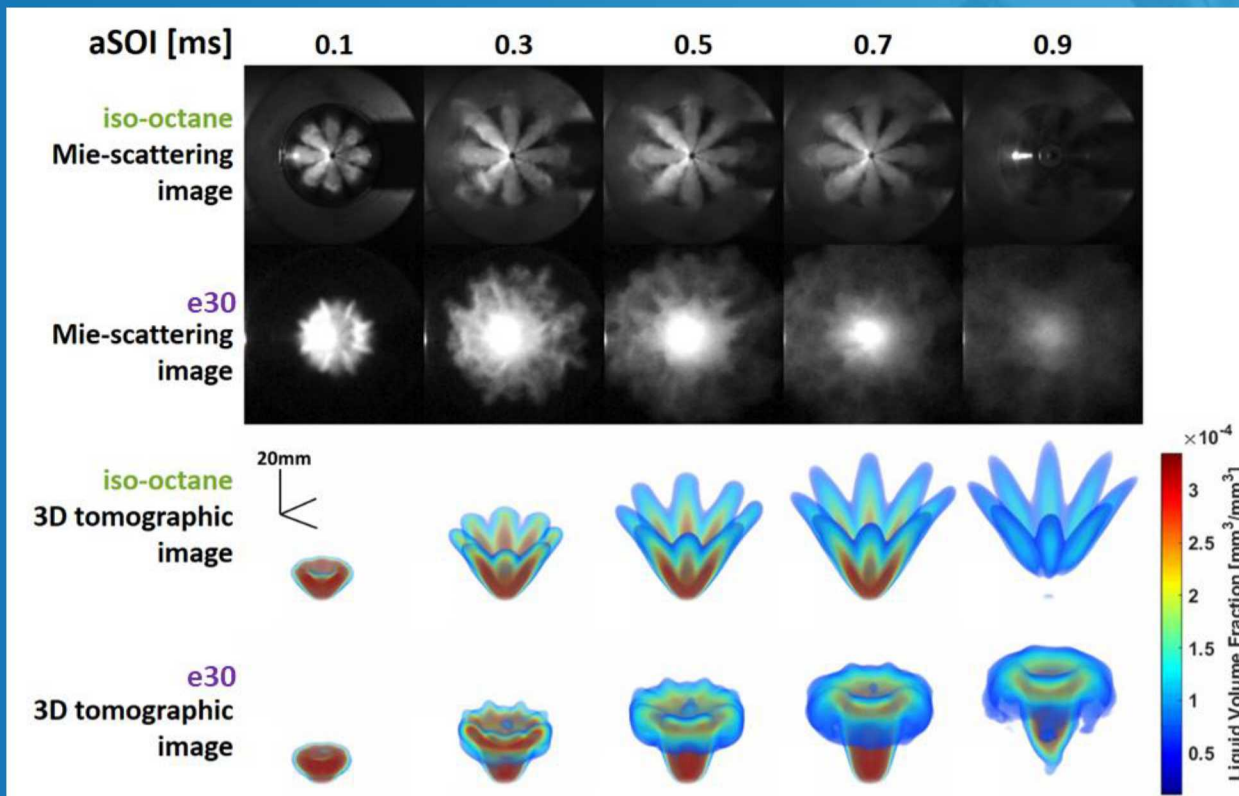 aSOI [ms] 0.1 0.3 0.5 0.7 0.9
iso-octane
Mie-scattering
image
e30
Mie-scattering
image
iso-octane
3D tomographic
image
20mm
e30
3D tomographic
image
×10⁻⁴
3
2.5
2
1.5
1
0.5
Liquid Volume Fraction [mm³/mm³]